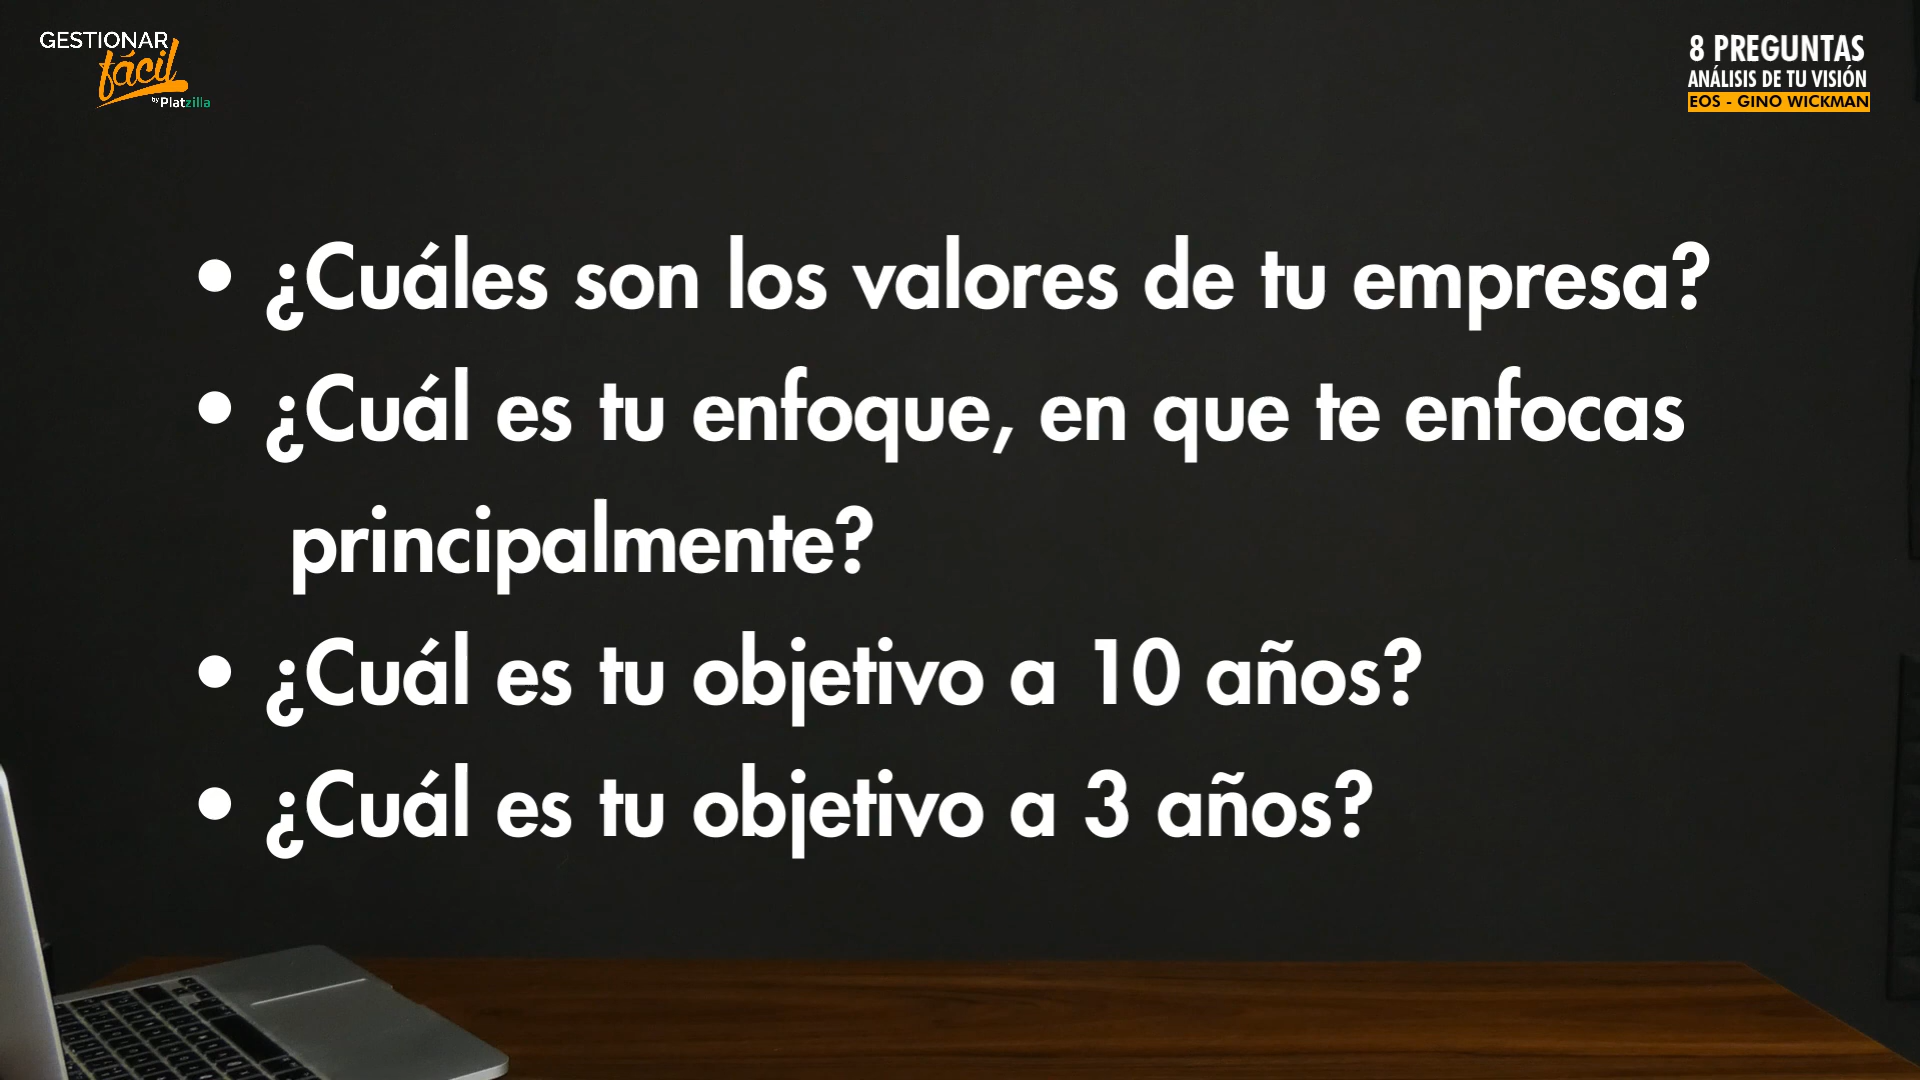 GESTIONAR
fácil
by Platzilla
8 PREGUNTAS
ANÁLISIS DE TU VISIÓN
EOS - GINO WICKMAN
• ¿Cuáles son los valores de tu empresa?
• ¿Cuál es tu enfoque, en que te enfocas
principalmente?
• ¿Cuál es tu objetivo a 10 años?
• ¿Cuál es tu objetivo a 3 años?